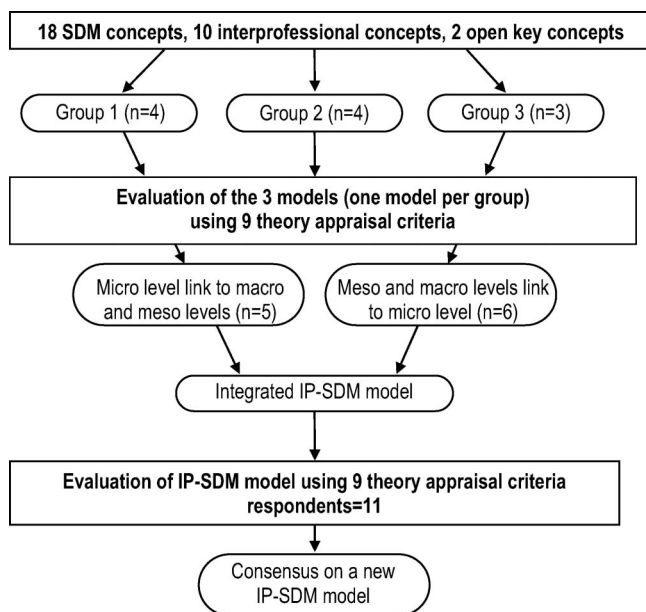 18 SDM concepts, 10 interprofessional concepts, 2 open key concepts
Group 1 (n=4)
Group 2 (n=4)
Group 3 (n=3)
Evaluation of the 3 models (one model per group)
using 9 theory appraisal criteria
Micro level link to macro
and meso levels (n=5)
Meso and macro levels link
to micro level (n=6)
Integrated IP-SDM model
Evaluation of IP-SDM model using 9 theory appraisal criteria
respondents=11
Consensus on a new
IP-SDM model